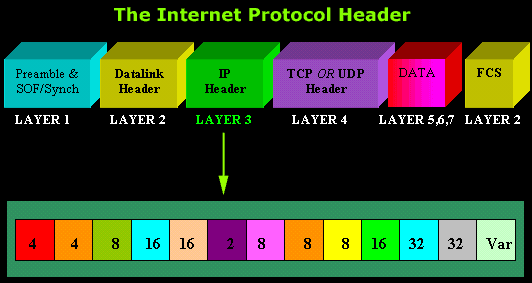 The Internet Protocol Header
Preamble & SOF/Synch
Datalink Header
IP Header
TCP OR UDP Header
DATA
FCS
LAYER 1 LAYER 2 LAYER 3 LAYER 4 LAYER 5,6,7 LAYER 2
4 4 8 16 16 2 8 8 8 16 32 32 Var